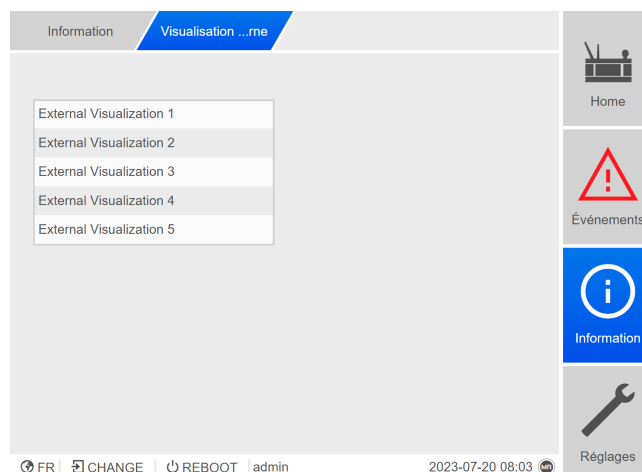 Information
Visualisation ...rne
External Visualization 1
External Visualization 2
External Visualization 3
External Visualization 4
External Visualization 5
Home
Événements
Information
Réglages
FR CHANGE REBOOT admin 2023-07-20 08:03 MR